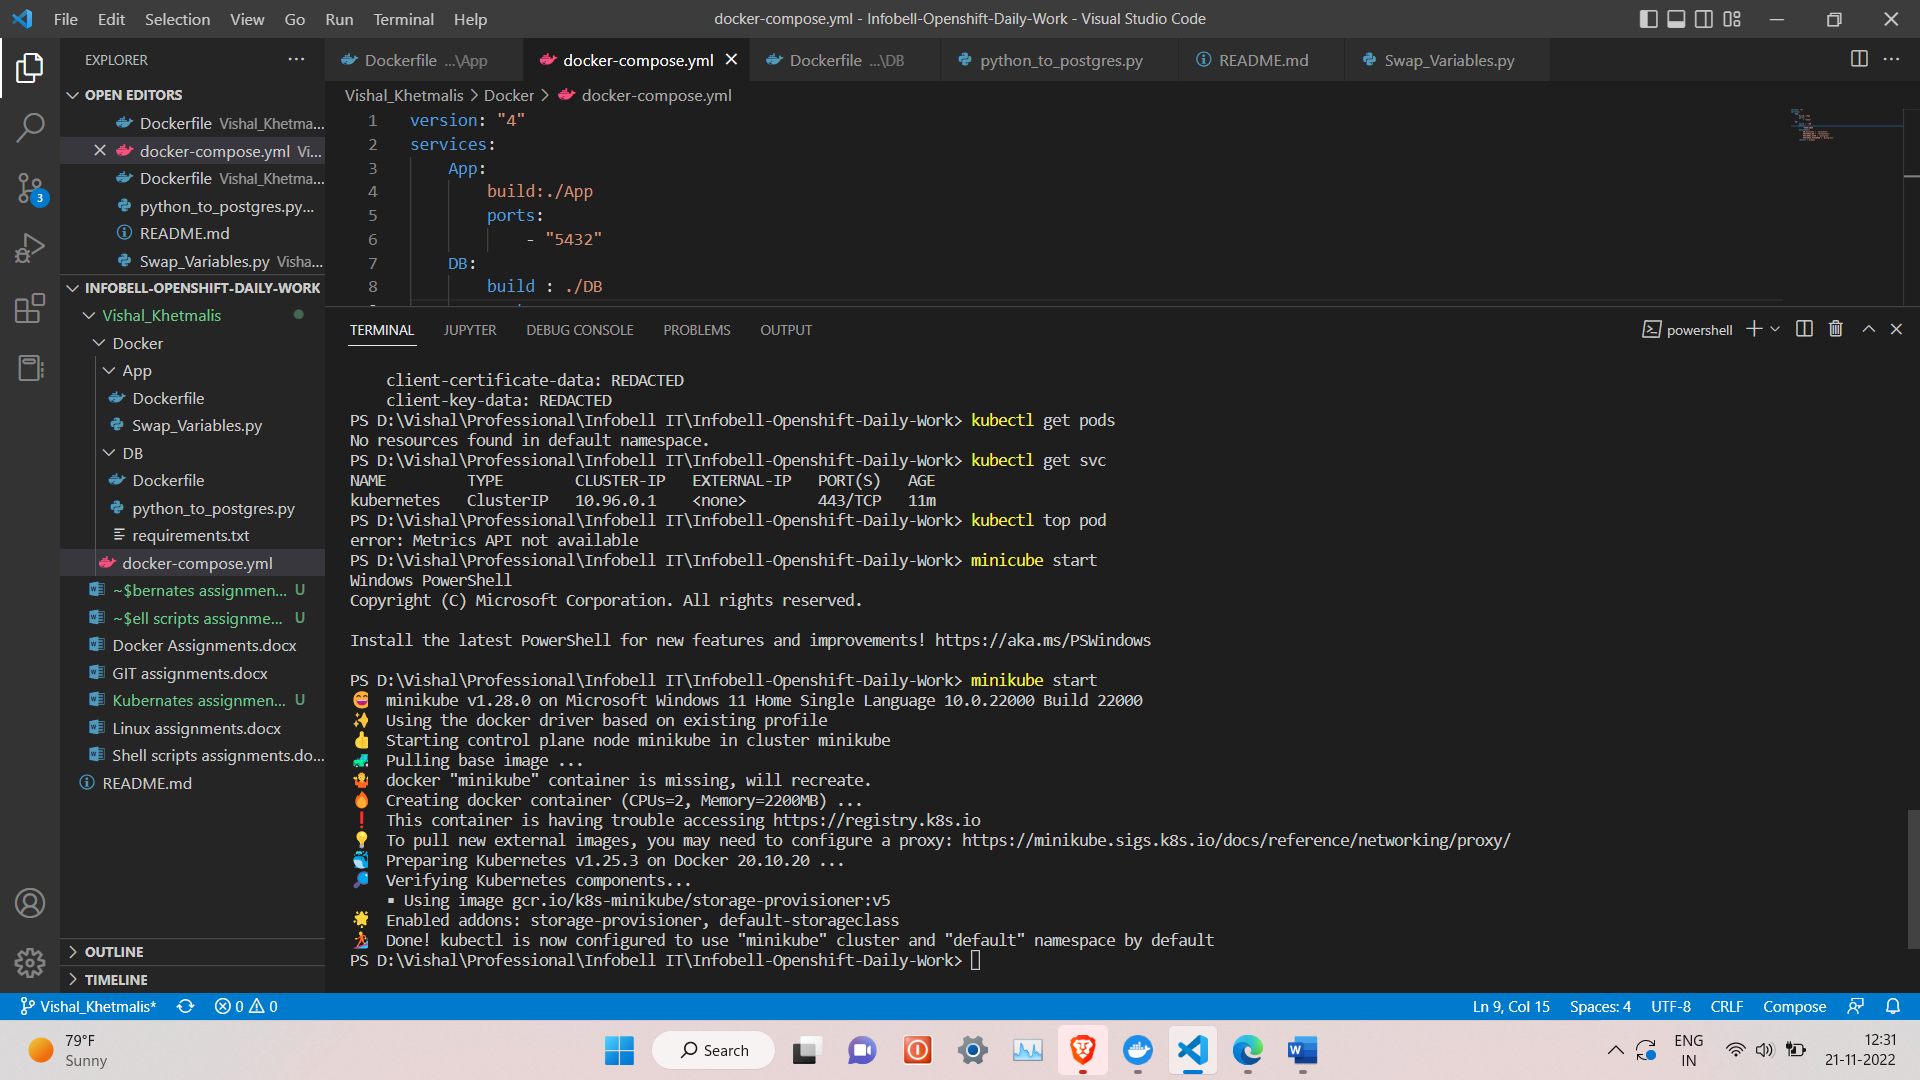 File Edit Selection View Go Run Terminal Help
docker-compose.yml - Infobell-Openshift-Daily-Work - Visual Studio Code
EXPLORER
Dockerfile ...\App
docker-compose.yml
Dockerfile ...\DB
python_to_postgres.py
README.md
Swap_Variables.py
OPEN EDITORS
Dockerfile Vishal_Khetma...
docker-compose.yml Vi...
Dockerfile Vishal_Khetma...
python_to_postgres.py...
README.md
Swap_Variables.py Visha...
INFOBELL-OPENSHIFT-DAILY-WORK
Vishal_Khetmalis
Docker
App
Dockerfile
Swap_Variables.py
DB
Dockerfile
python_to_postgres.py
requirements.txt
docker-compose.yml
~$bernates assignmen... U
~$ell scripts assignme... U
Docker Assignments.docx
GIT assignments.docx
Kubernates assignmen... U
Linux assignments.docx
Shell scripts assignments.do...
README.md
OUTLINE
TIMELINE
3
Vishal_Khetmalis > Docker > docker-compose.yml
1 version: "4"
2 services:
3 App:
4 build:./App
5 ports:
6 - "5432"
7 DB:
8 build : ./DB
TERMINAL JUPYTER DEBUG CONSOLE PROBLEMS OUTPUT
powershell
client-certificate-data: REDACTED
client-key-data: REDACTED
PS D:\Vishal\Professional\Infobell IT\Infobell-Openshift-Daily-Work> kubectl get pods
No resources found in default namespace.
PS D:\Vishal\Professional\Infobell IT\Infobell-Openshift-Daily-Work> kubectl get svc
NAME TYPE CLUSTER-IP EXTERNAL-IP PORT(S) AGE
kubernetes ClusterIP 10.96.0.1 <none> 443/TCP 11m
PS D:\Vishal\Professional\Infobell IT\Infobell-Openshift-Daily-Work> kubectl top pod
error: Metrics API not available
PS D:\Vishal\Professional\Infobell IT\Infobell-Openshift-Daily-Work> minicube start
Windows PowerShell
Copyright (C) Microsoft Corporation. All rights reserved.
Install the latest PowerShell for new features and improvements! https://aka.ms/PSWindows
PS D:\Vishal\Professional\Infobell IT\Infobell-Openshift-Daily-Work> minikube start
minikube v1.28.0 on Microsoft Windows 11 Home Single Language 10.0.22000 Build 22000
Using the docker driver based on existing profile
Starting control plane node minikube in cluster minikube
Pulling base image ...
docker "minikube" container is missing, will recreate.
Creating docker container (CPUs=2, Memory=2200MB) ...
This container is having trouble accessing https://registry.k8s.io
To pull new external images, you may need to configure a proxy: https://minikube.sigs.k8s.io/docs/reference/networking/proxy/
Preparing Kubernetes v1.25.3 on Docker 20.10.20 ...
Verifying Kubernetes components...
▪ Using image gcr.io/k8s-minikube/storage-provisioner:v5
Enabled addons: storage-provisioner, default-storageclass
Done! kubectl is now configured to use "minikube" cluster and "default" namespace by default
PS D:\Vishal\Professional\Infobell IT\Infobell-Openshift-Daily-Work>
Vishal_Khetmalis* 0 0
Ln 9, Col 15 Spaces: 4 UTF-8 CRLF Compose
79°F
Sunny
Search
ENG
IN
12:31
21-11-2022